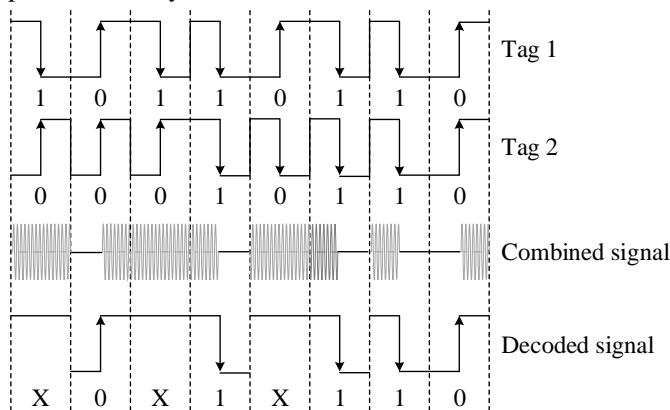 Tag 1
1 0 1 1 0 1 1 0
Tag 2
0 0 0 1 0 1 1 0
Combined signal
Decoded signal
X 0 X 1 X 1 1 0